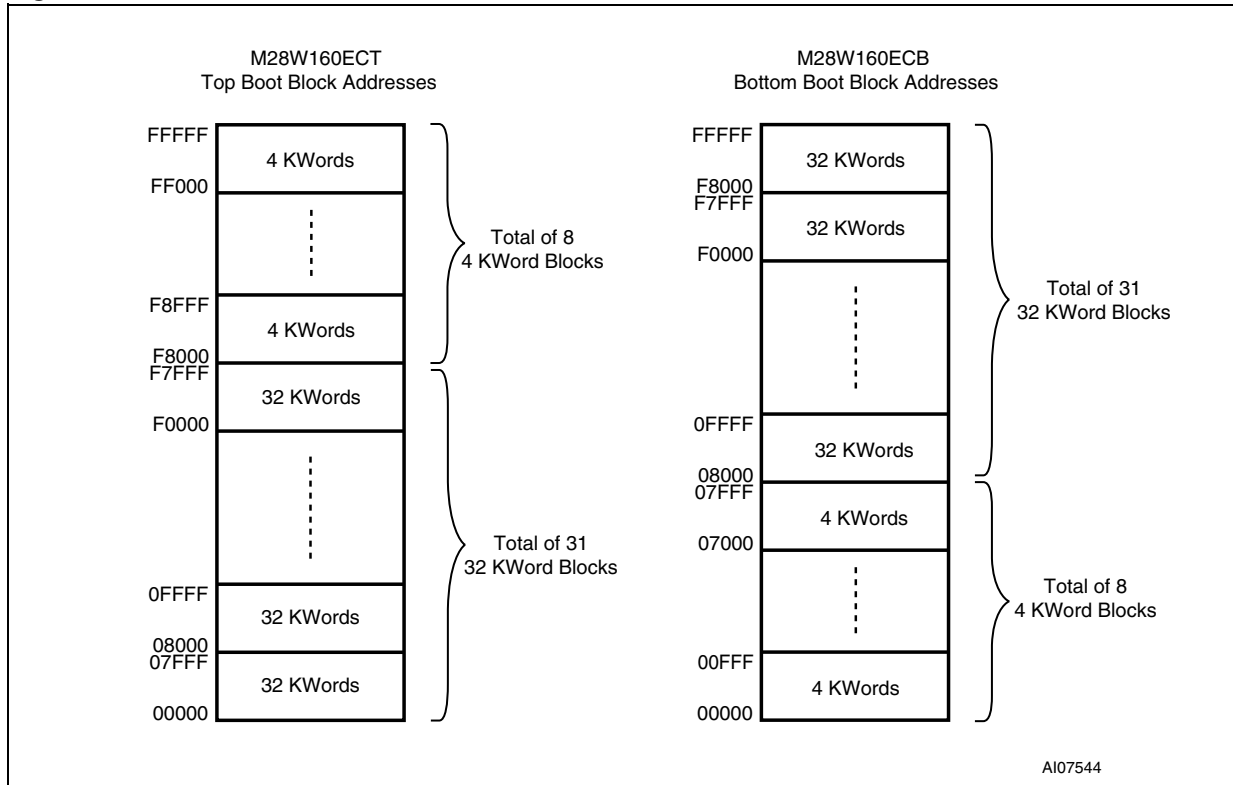 M28W160ECT
Top Boot Block Addresses
FFFFF
4 KWords
FF000
Total of 8
4 KWord Blocks
F8FFF
4 KWords
F8000
F7FFF
32 KWords
F0000
Total of 31
32 KWord Blocks
0FFFF
32 KWords
08000
07FFF
32 KWords
00000
M28W160ECB
Bottom Boot Block Addresses
FFFFF
32 KWords
F8000
F7FFF
32 KWords
F0000
Total of 31
32 KWord Blocks
0FFFF
32 KWords
08000
07FFF
4 KWords
07000
Total of 8
4 KWord Blocks
00FFF
4 KWords
00000
AI07544